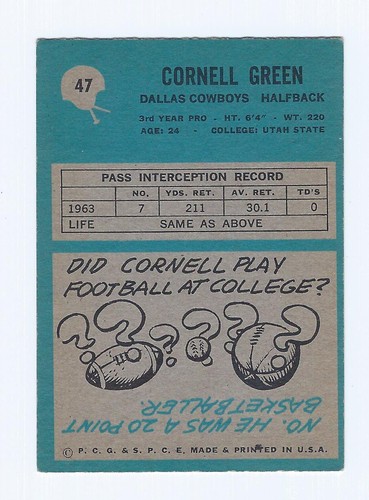 47
CORNELL GREEN
DALLAS COWBOYS HALFBACK
3rd YEAR PRO - HT. 6'4" - WT. 220
AGE: 24 - COLLEGE: UTAH STATE
PASS INTERCEPTION RECORD
NO. YDS. RET. AV. RET. TD'S
1963 7 211 30.1 0
LIFE SAME AS ABOVE
DID CORNELL PLAY
FOOTBALL AT COLLEGE?
NO. HE WAS A 20 POINT
BASKETBALLER.
© P. C. G. & S. P. C. E, MADE & PRINTED IN U.S.A.